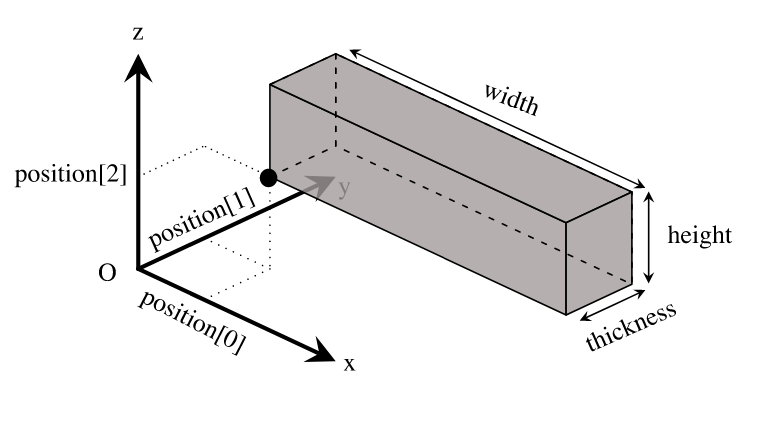 z
width
position[2]
position[1]
y
height
O
position[0]
thickness
x